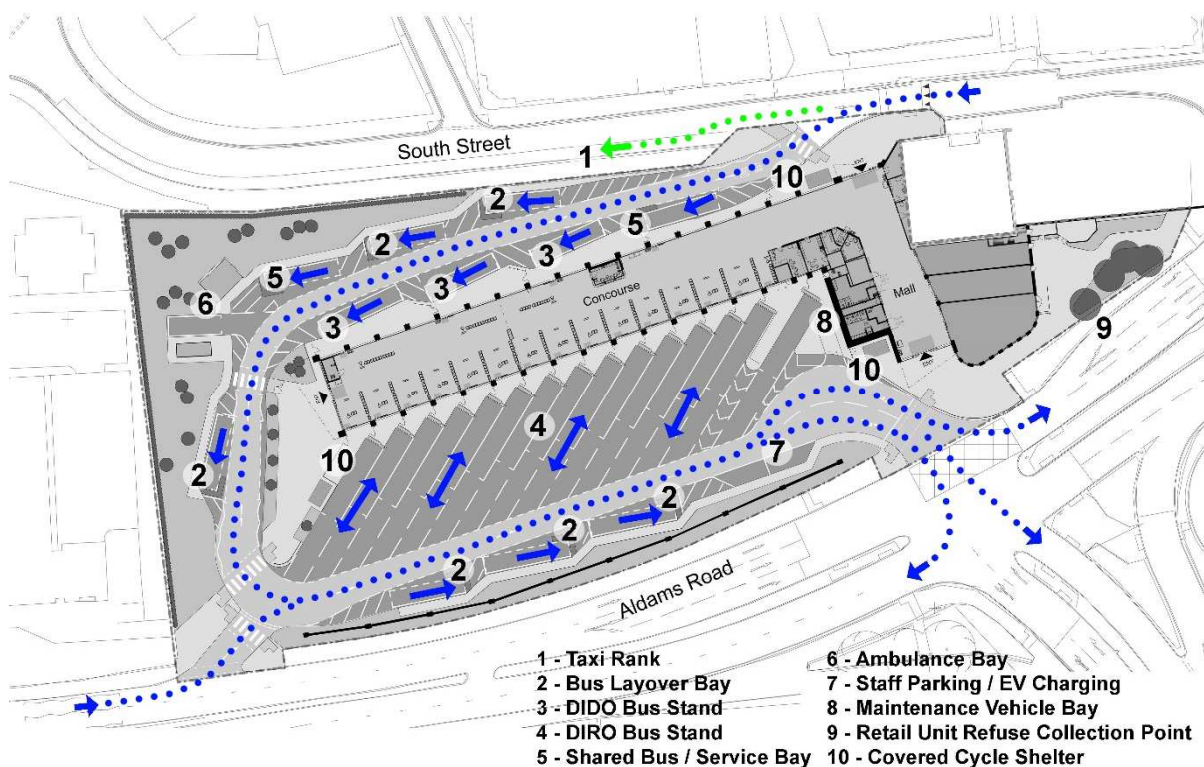 South Street
1
10
2
5
2
3
5
3
6
3
Concourse
Mall
8
9
10
4
2
10
7
2
2
2
Aldams Road
1 - Taxi Rank
2 - Bus Layover Bay
3 - DIDO Bus Stand
4 - DIRO Bus Stand
5 - Shared Bus / Service Bay
6 - Ambulance Bay
7 - Staff Parking / EV Charging
8 - Maintenance Vehicle Bay
9 - Retail Unit Refuse Collection Point
10 - Covered Cycle Shelter